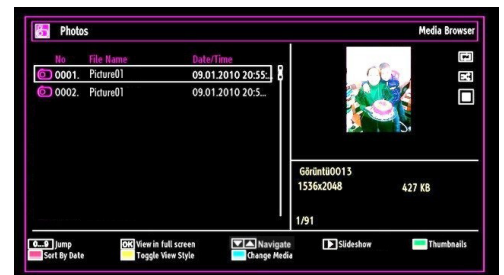 Photos Media Browser
No File Name Date/Time
0001. Picture01 09.01.2010 20:55:..
0002. Picture01 09.01.2010 20:5...
Görüntü0013
1536x2048 427 KB
1/91
0...9 Jump OK View in full screen Navigate Slideshow Thumbnails
Sort By Date Toggle View Style Change Media